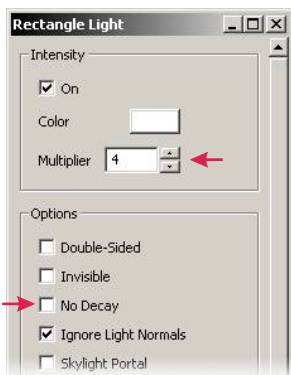 Rectangle Light
Intensity
On
Color
Multiplier 4
Options
Double-Sided
Invisible
No Decay
Ignore Light Normals
Skylight Portal